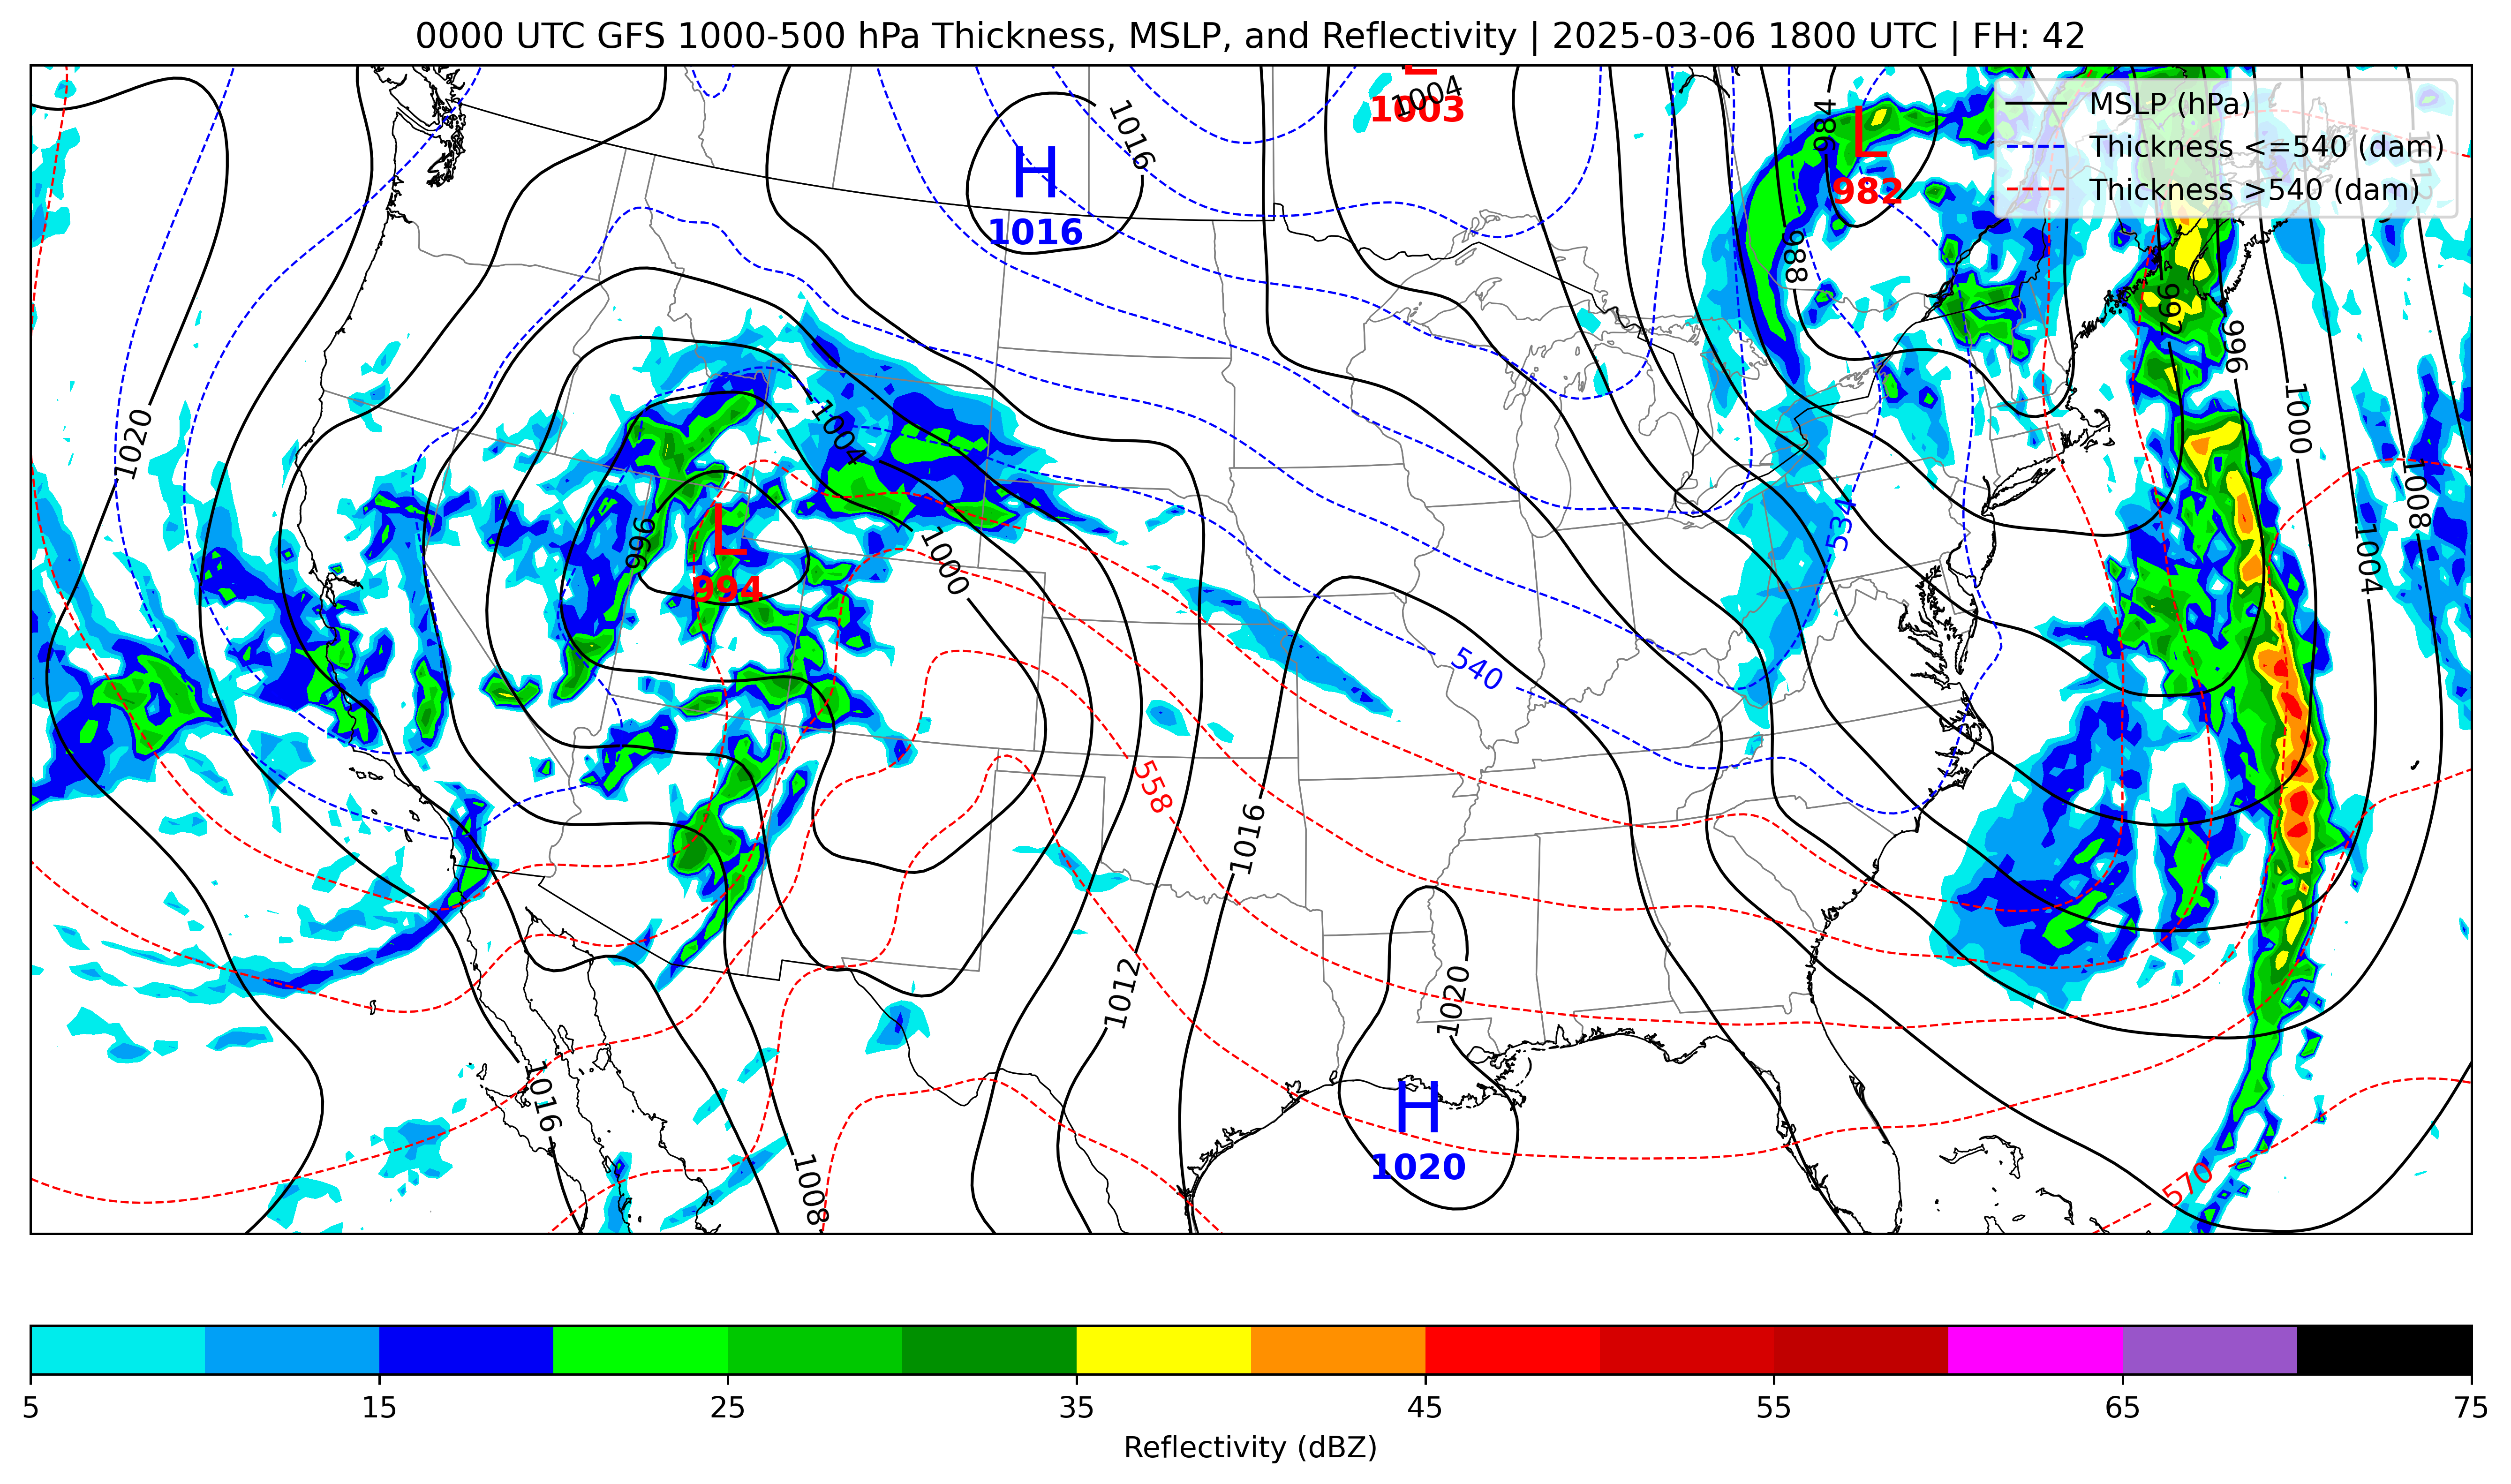 0000 UTC GFS 1000-500 hPa Thickness, MSLP, and Reflectivity | 2025-03-06 1800 UTC | FH: 42
MSLP (hPa)
Thickness <=540 (dam)
Thickness >540 (dam)
L
1003
1004
1016
H
1016
984
L
982
988
992
996
1000
1008
1004
1020
1004
996
L
994
1000
534
540
558
1016
1012
1020
H
1020
1016
1008
570
5 15 25 35 45 55 65 75
Reflectivity (dBZ)